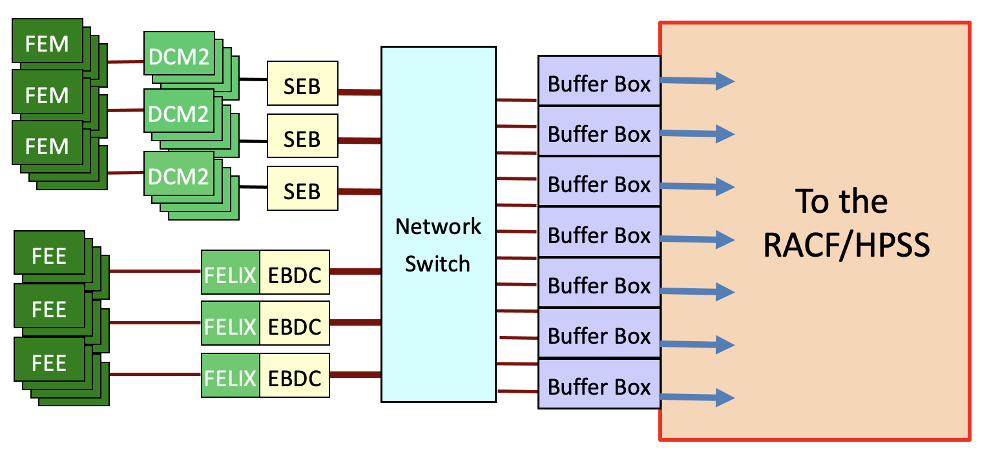 FEM
FEM
FEM
DCM2
DCM2
DCM2
SEB
SEB
SEB
FEE
FEE
FEE
FELIX EBDC
FELIX EBDC
FELIX EBDC
Network
Switch
Buffer Box
Buffer Box
Buffer Box
Buffer Box
Buffer Box
Buffer Box
Buffer Box
To the
RACF/HPSS